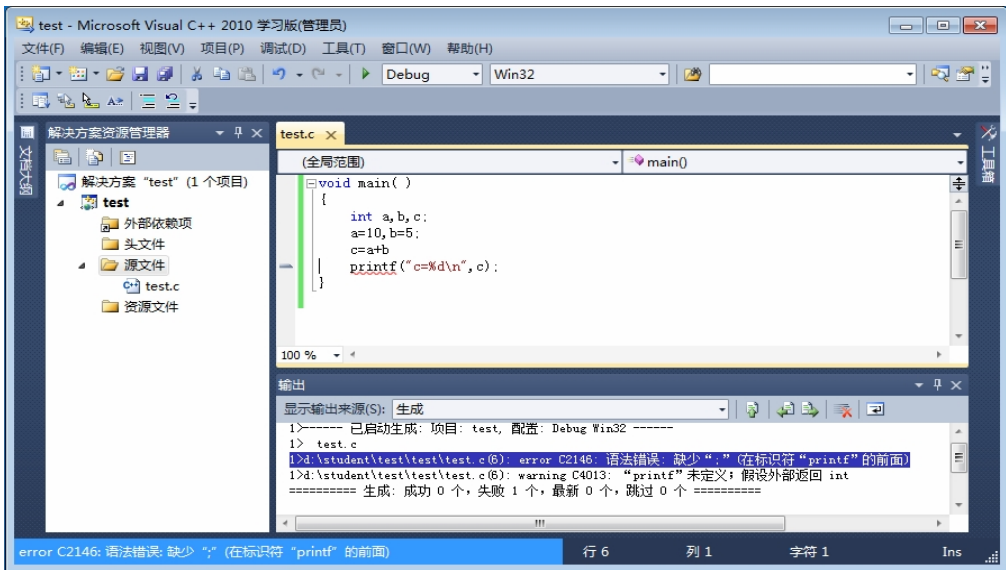 test - Microsoft Visual C++ 2010 学习版(管理员)
文件(F) 编辑(E) 视图(V) 项目(P) 调试(D) 工具(T) 窗口(W) 帮助(H)
Debug Win32
解决方案资源管理器
test.c
文档大纲
工具箱
(全局范围) main()
解决方案 "test" (1 个项目)
test
外部依赖项
头文件
源文件
test.c
资源文件
void main( )
{
int a,b,c;
a=10,b=5;
c=a+b
printf("c=%d\n",c);
}
100 %
输出
显示输出来源(S): 生成
1>------ 已启动生成: 项目: test, 配置: Debug Win32 ------
1> test.c
1>d:\student\test\test\test.c(6): error C2146: 语法错误: 缺少“;”(在标识符“printf”的前面)
1>d:\student\test\test\test.c(6): warning C4013: “printf”未定义；假设外部返回 int
========== 生成: 成功 0 个，失败 1 个，最新 0 个，跳过 0 个 ==========
error C2146: 语法错误: 缺少“;”(在标识符“printf”的前面) 行 6 列 1 字符 1 Ins